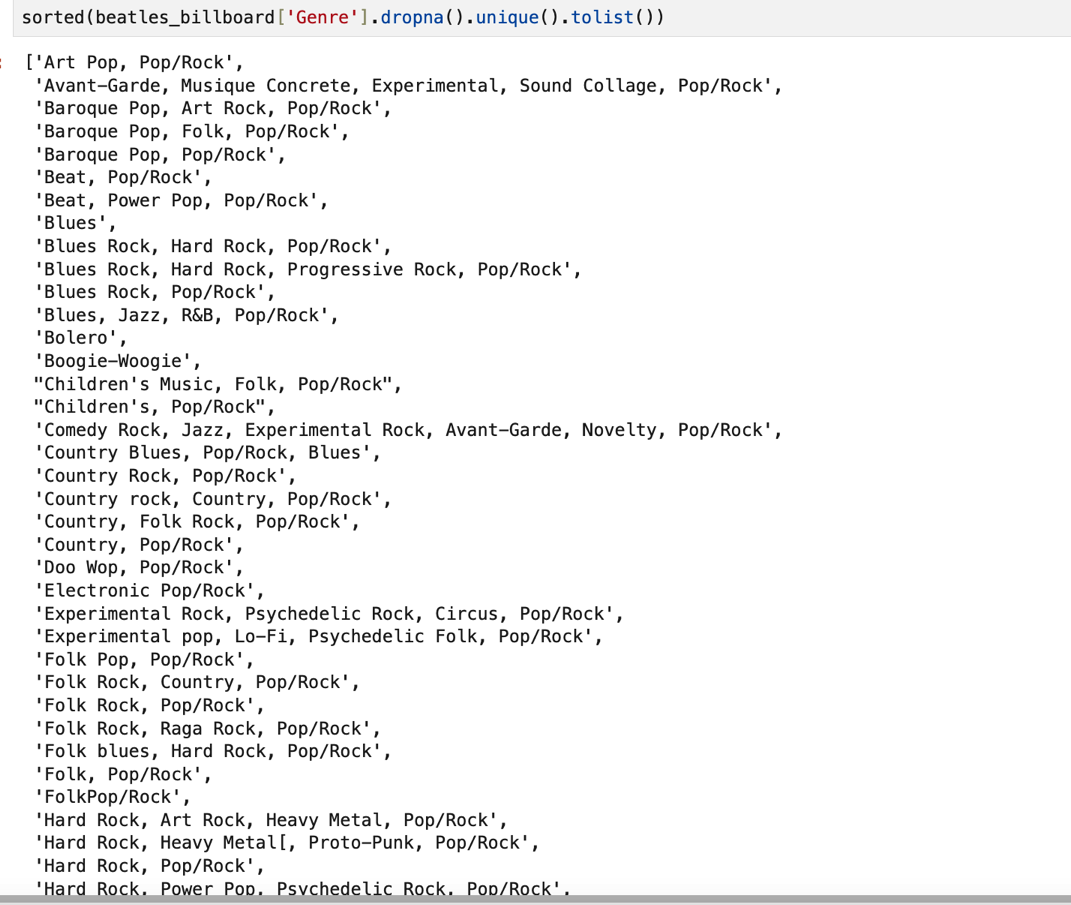 sorted(beatles_billboard['Genre'].dropna().unique().tolist())
['Art Pop, Pop/Rock',
'Avant-Garde, Musique Concrete, Experimental, Sound Collage, Pop/Rock',
'Baroque Pop, Art Rock, Pop/Rock',
'Baroque Pop, Folk, Pop/Rock',
'Baroque Pop, Pop/Rock',
'Beat, Pop/Rock',
'Beat, Power Pop, Pop/Rock',
'Blues',
'Blues Rock, Hard Rock, Pop/Rock',
'Blues Rock, Hard Rock, Progressive Rock, Pop/Rock',
'Blues Rock, Pop/Rock',
'Blues, Jazz, R&B, Pop/Rock',
'Bolero',
'Boogie-Woogie',
"Children's Music, Folk, Pop/Rock",
"Children's, Pop/Rock",
'Comedy Rock, Jazz, Experimental Rock, Avant-Garde, Novelty, Pop/Rock',
'Country Blues, Pop/Rock, Blues',
'Country Rock, Pop/Rock',
'Country rock, Country, Pop/Rock',
'Country, Folk Rock, Pop/Rock',
'Country, Pop/Rock',
'Doo Wop, Pop/Rock',
'Electronic Pop/Rock',
'Experimental Rock, Psychedelic Rock, Circus, Pop/Rock',
'Experimental pop, Lo-Fi, Psychedelic Folk, Pop/Rock',
'Folk Pop, Pop/Rock',
'Folk Rock, Country, Pop/Rock',
'Folk Rock, Pop/Rock',
'Folk Rock, Raga Rock, Pop/Rock',
'Folk blues, Hard Rock, Pop/Rock',
'Folk, Pop/Rock',
'FolkPop/Rock',
'Hard Rock, Art Rock, Heavy Metal, Pop/Rock',
'Hard Rock, Heavy Metal[, Proto-Punk, Pop/Rock',
'Hard Rock, Pop/Rock',
'Hard Rock, Power Pop, Psychedelic Rock, Pop/Rock',